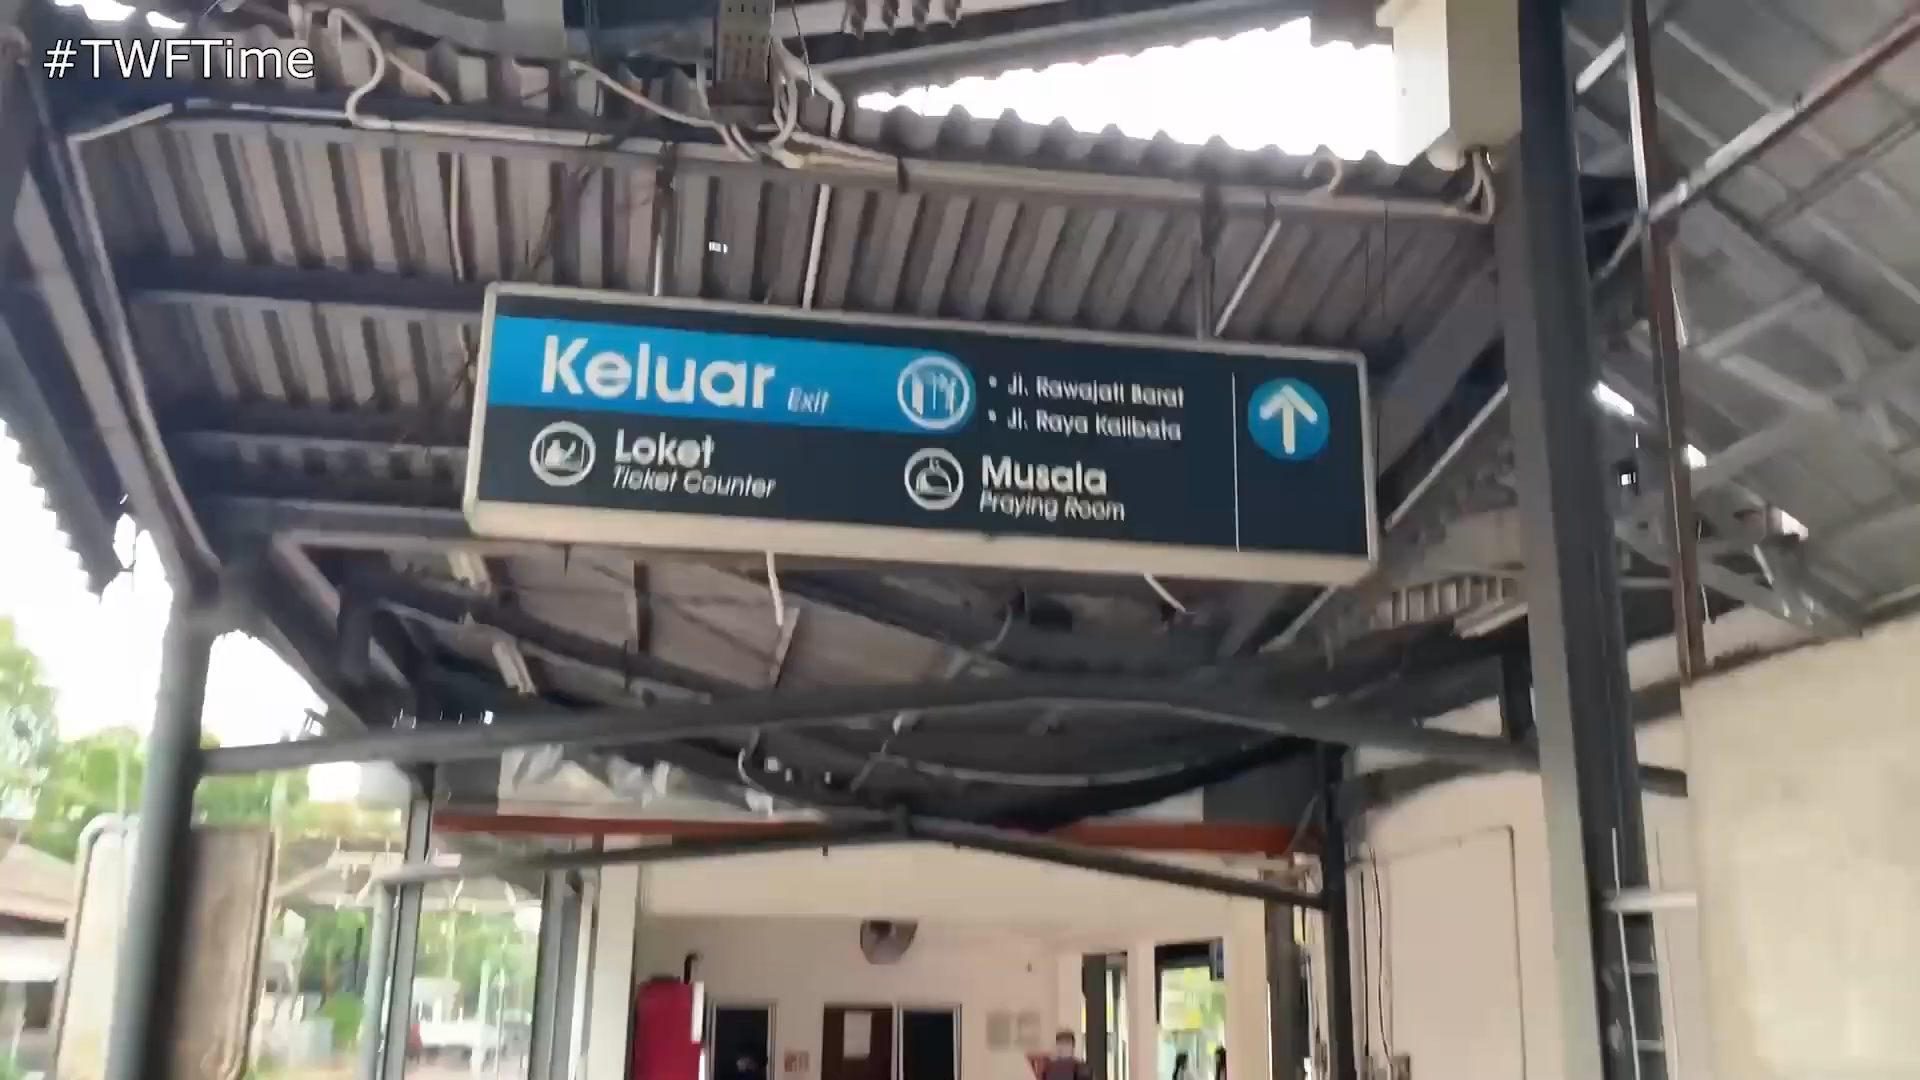 #TWFTime
Keluar Exit
• Jl. Rawajati Barat
• Jl. Raya Kalibata
Loket
Ticket Counter
Musala
Praying Room